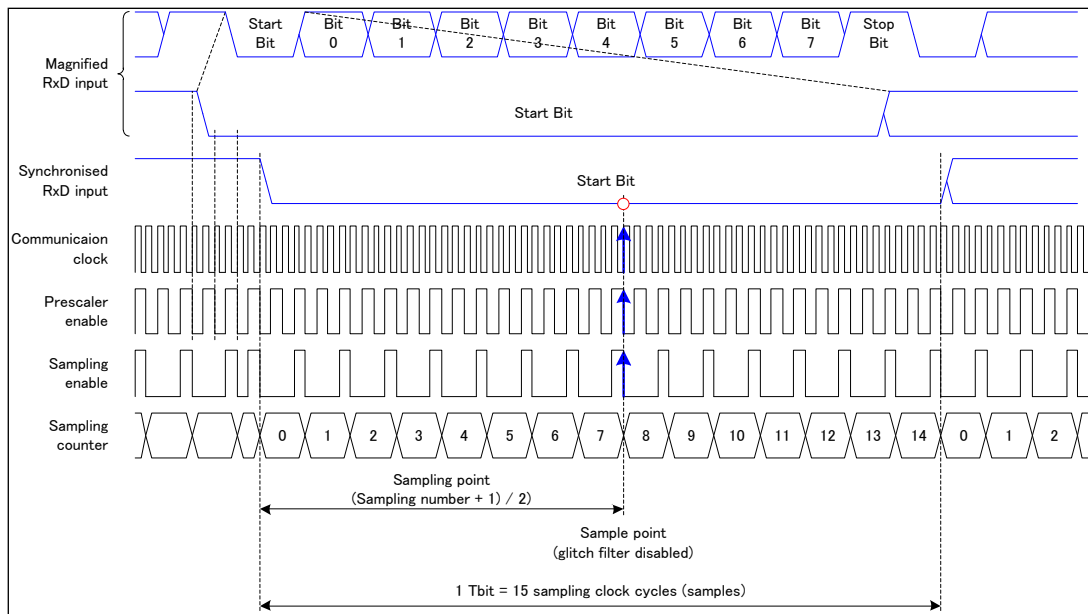 Magnified
RxD input
Start
Bit
Bit
0
Bit
1
Bit
2
Bit
3
Bit
4
Bit
5
Bit
6
Bit
7
Stop
Bit
Start Bit
Synchronised
RxD input
Start Bit
Communicaion
clock
Prescaler
enable
Sampling
enable
Sampling
counter
0 1 2 3 4 5 6 7 8 9 10 11 12 13 14 0 1 2
Sampling point
(Sampling number + 1) / 2)
Sample point
(glitch filter disabled)
1 Tbit = 15 sampling clock cycles (samples)